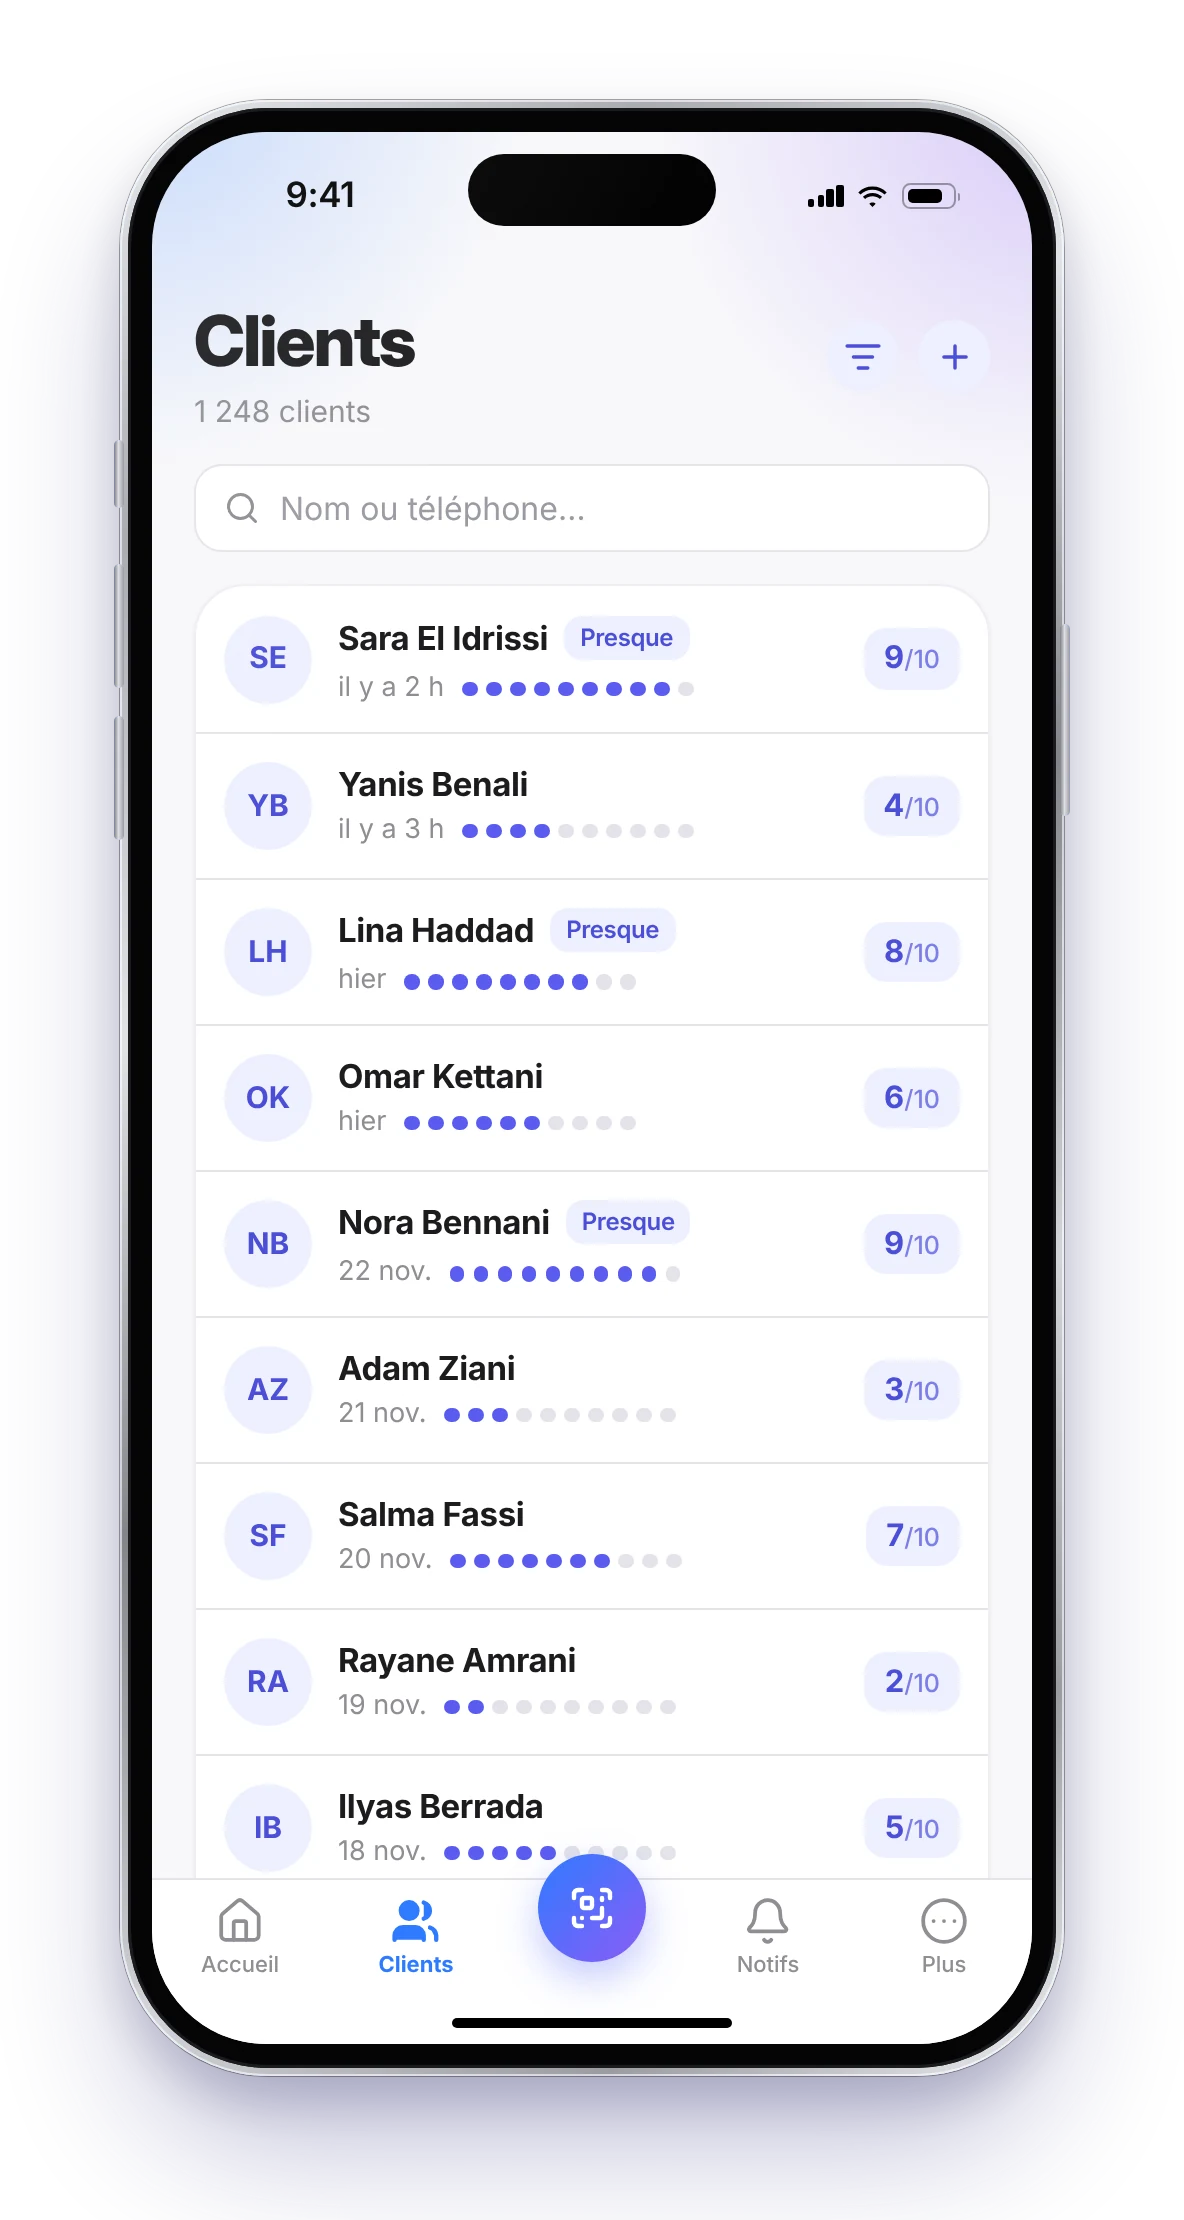 9:41
Clients
1 248 clients
Nom ou téléphone...
SE
Sara El Idrissi Presque
il y a 2 h
9/10
YB
Yanis Benali
il y a 3 h
4/10
LH
Lina Haddad Presque
hier
8/10
OK
Omar Kettani
hier
6/10
NB
Nora Bennani Presque
22 nov.
9/10
AZ
Adam Ziani
21 nov.
3/10
SF
Salma Fassi
20 nov.
7/10
RA
Rayane Amrani
19 nov.
2/10
IB
Ilyas Berrada
18 nov.
5/10
Accueil
Clients
Notifs
Plus